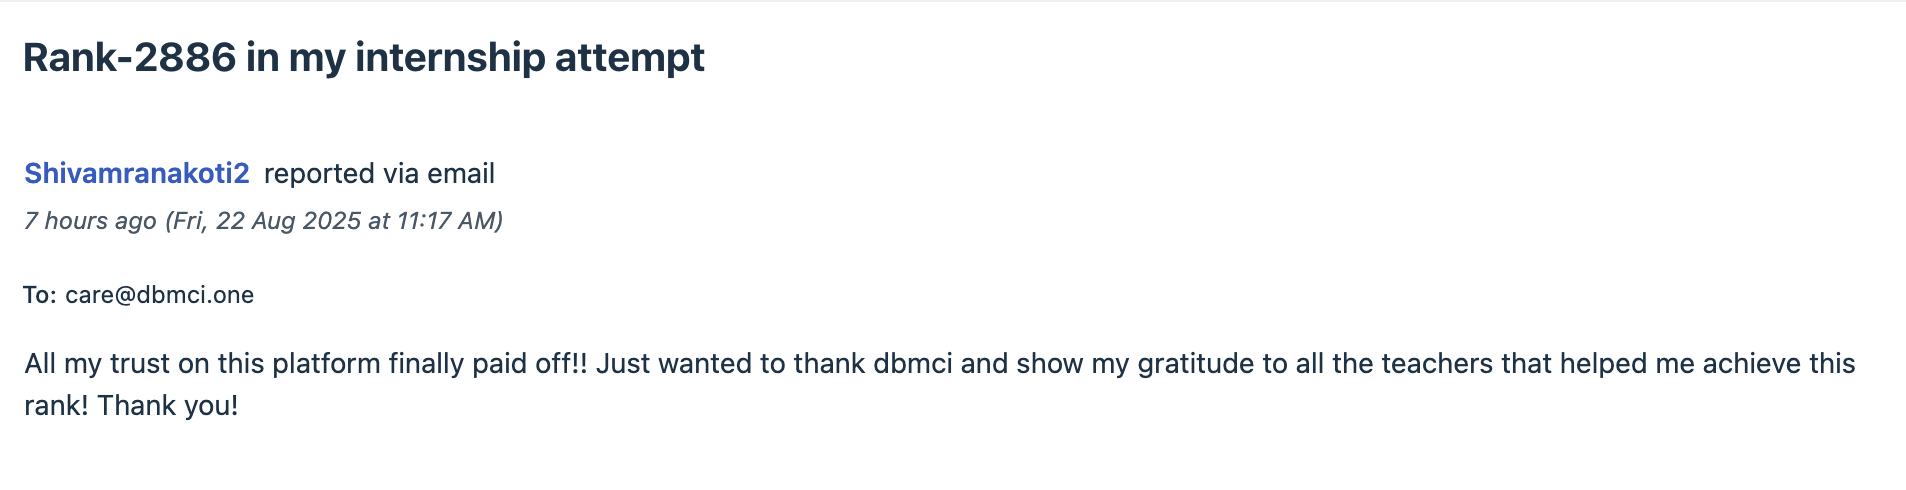 Rank-2886 in my internship attempt
Shivamranakoti2 reported via email
7 hours ago (Fri, 22 Aug 2025 at 11:17 AM)
To: care@dbmci.one
All my trust on this platform finally paid off!! Just wanted to thank dbmci and show my gratitude to all the teachers that helped me achieve this
rank! Thank you!